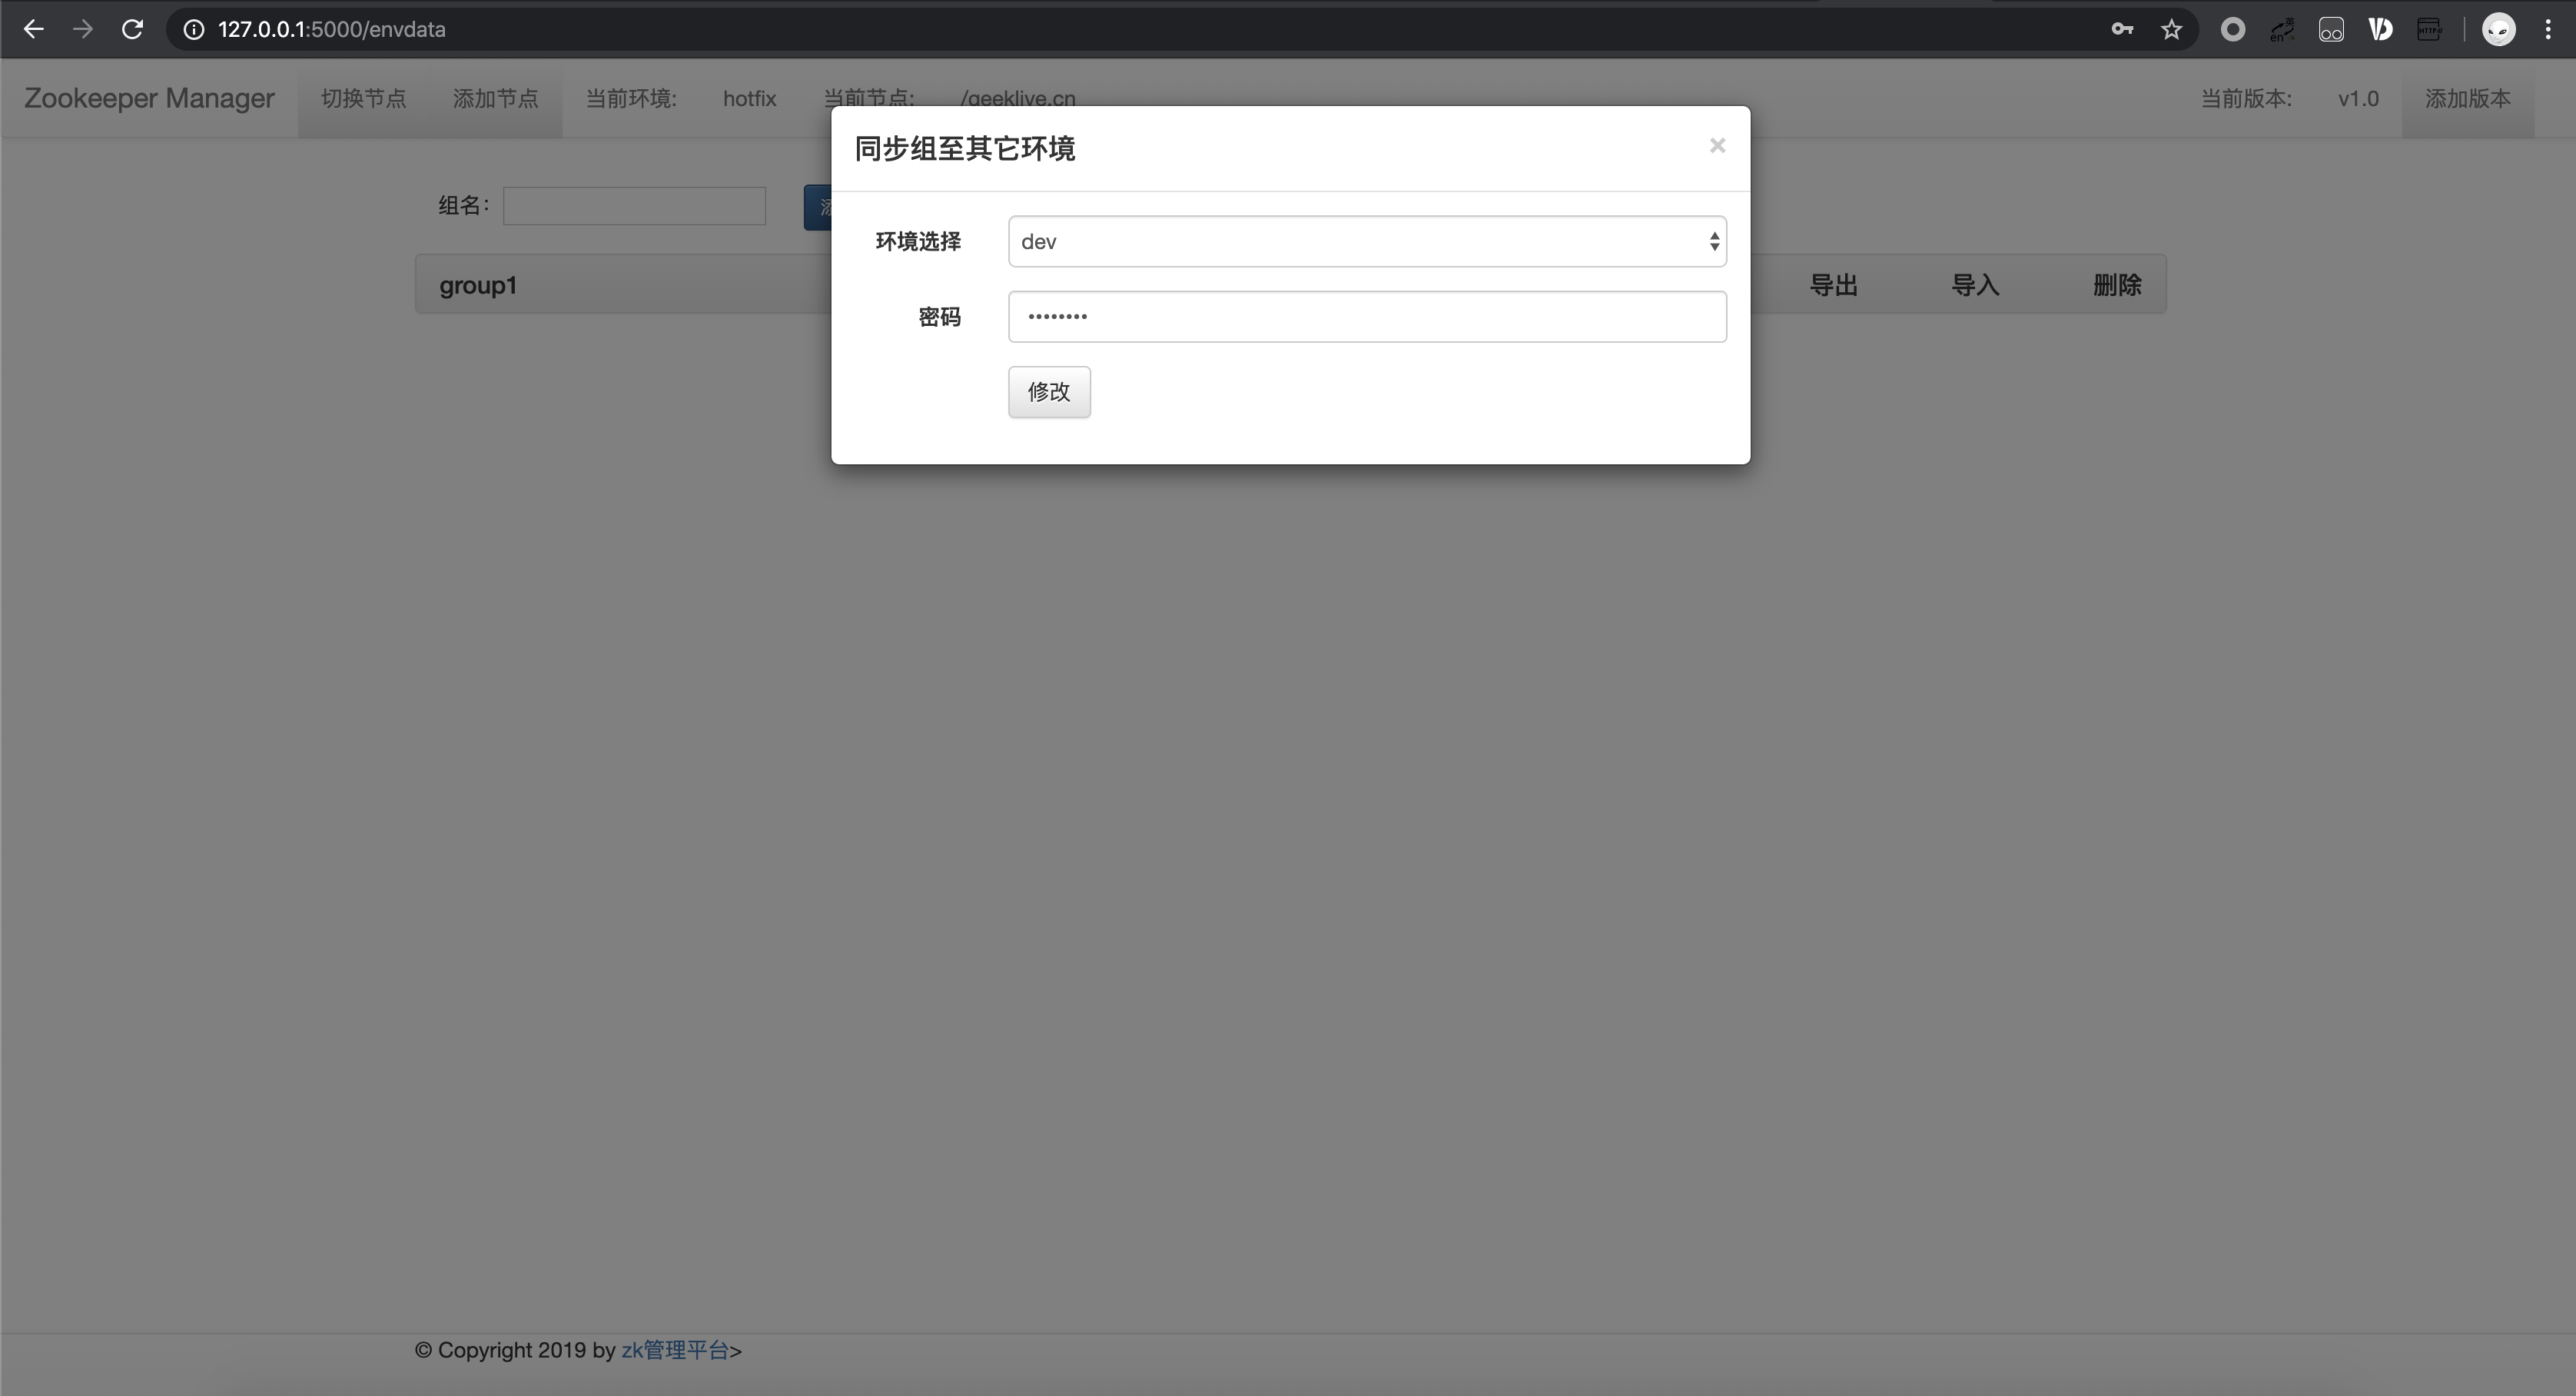 127.0.0.1:5000/envdata
Zookeeper Manager 切换节点 添加节点 当前环境: hotfix 当前节点: /geeklive.cn 当前版本: v1.0 添加版本
同步组至其它环境 ×
组名：
环境选择 dev
group1 导出 导入 删除
密码 ••••••••
修改
© Copyright 2019 by zk管理平台>